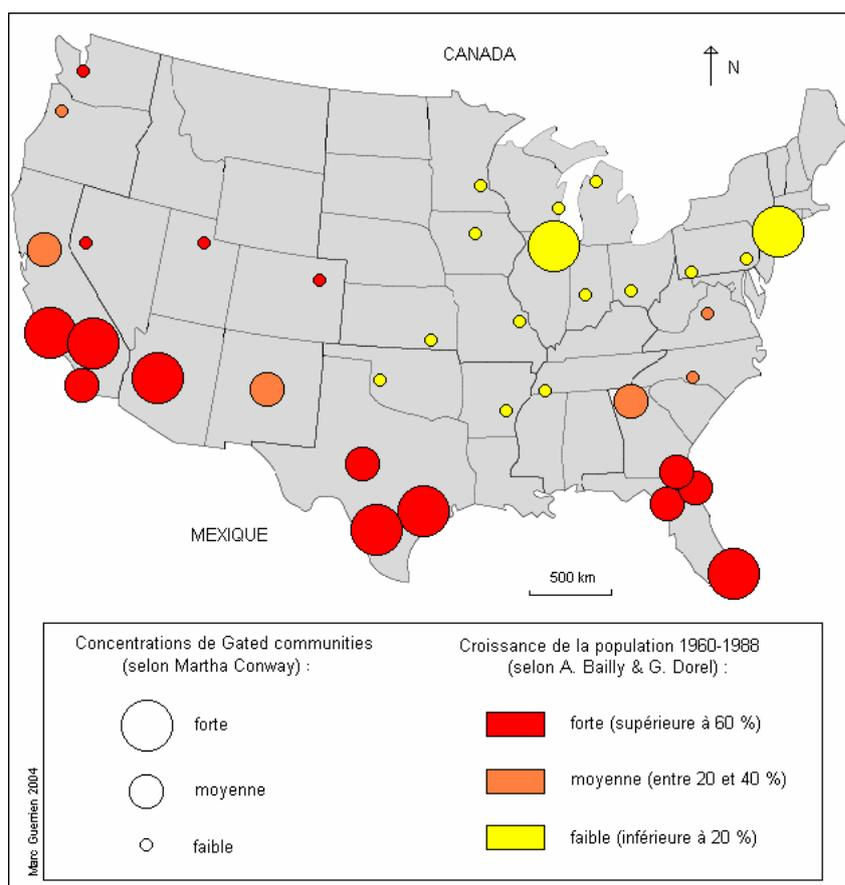 CANADA
N
MEXIQUE
500 km
Concentrations de Gated communities
(selon Martha Conway) :
forte
moyenne
faible
Croissance de la population 1960-1988
(selon A. Bailly & G. Dorel) :
forte (supérieure à 60 %)
moyenne (entre 20 et 40 %)
faible (inférieure à 20 %)
Marc Guerrien 2004